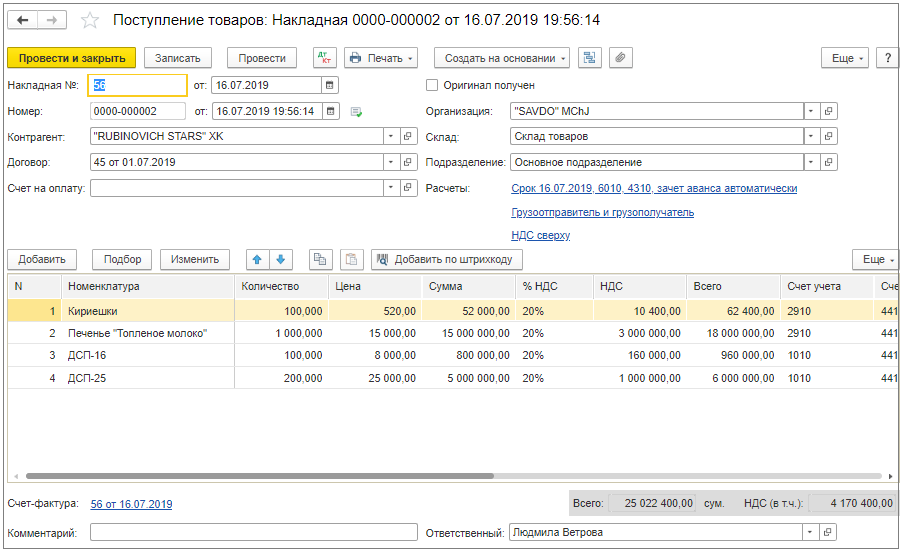 Поступление товаров: Накладная 0000-000002 от 16.07.2019 19:56:14
Провести и закрыть Записать Провести Дт Кт Печать Создать на основании Еще ?
Накладная №: 56 от: 16.07.2019 Оригинал получен
Номер: 0000-000002 от: 16.07.2019 19:56:14 Организация: "SAVDO" MChJ
Контрагент: "RUBINOVICH STARS" XK Склад: Склад товаров
Договор: 45 от 01.07.2019 Подразделение: Основное подразделение
Счет на оплату: Расчеты: Срок 16.07.2019, 6010, 4310, зачет аванса автоматически
Грузоотправитель и грузополучатель
НДС сверху
Добавить Подбор Изменить Добавить по штрихкоду Еще
N Номенклатура Количество Цена Сумма % НДС НДС Всего Счет учета Сче
1 Кириешки 100,000 520,00 52 000,00 20% 10 400,00 62 400,00 2910 441
2 Печенье "Топленое молоко" 1 000,000 15 000,00 15 000 000,00 20% 3 000 000,00 18 000 000,00 2910 441
3 ДСП-16 100,000 8 000,00 800 000,00 20% 160 000,00 960 000,00 1010 441
4 ДСП-25 200,000 25 000,00 5 000 000,00 20% 1 000 000,00 6 000 000,00 1010 441
Счет-фактура: 56 от 16.07.2019 Всего: 25 022 400,00 сум. НДС (в т.ч.): 4 170 400,00
Комментарий: Ответственный: Людмила Ветрова